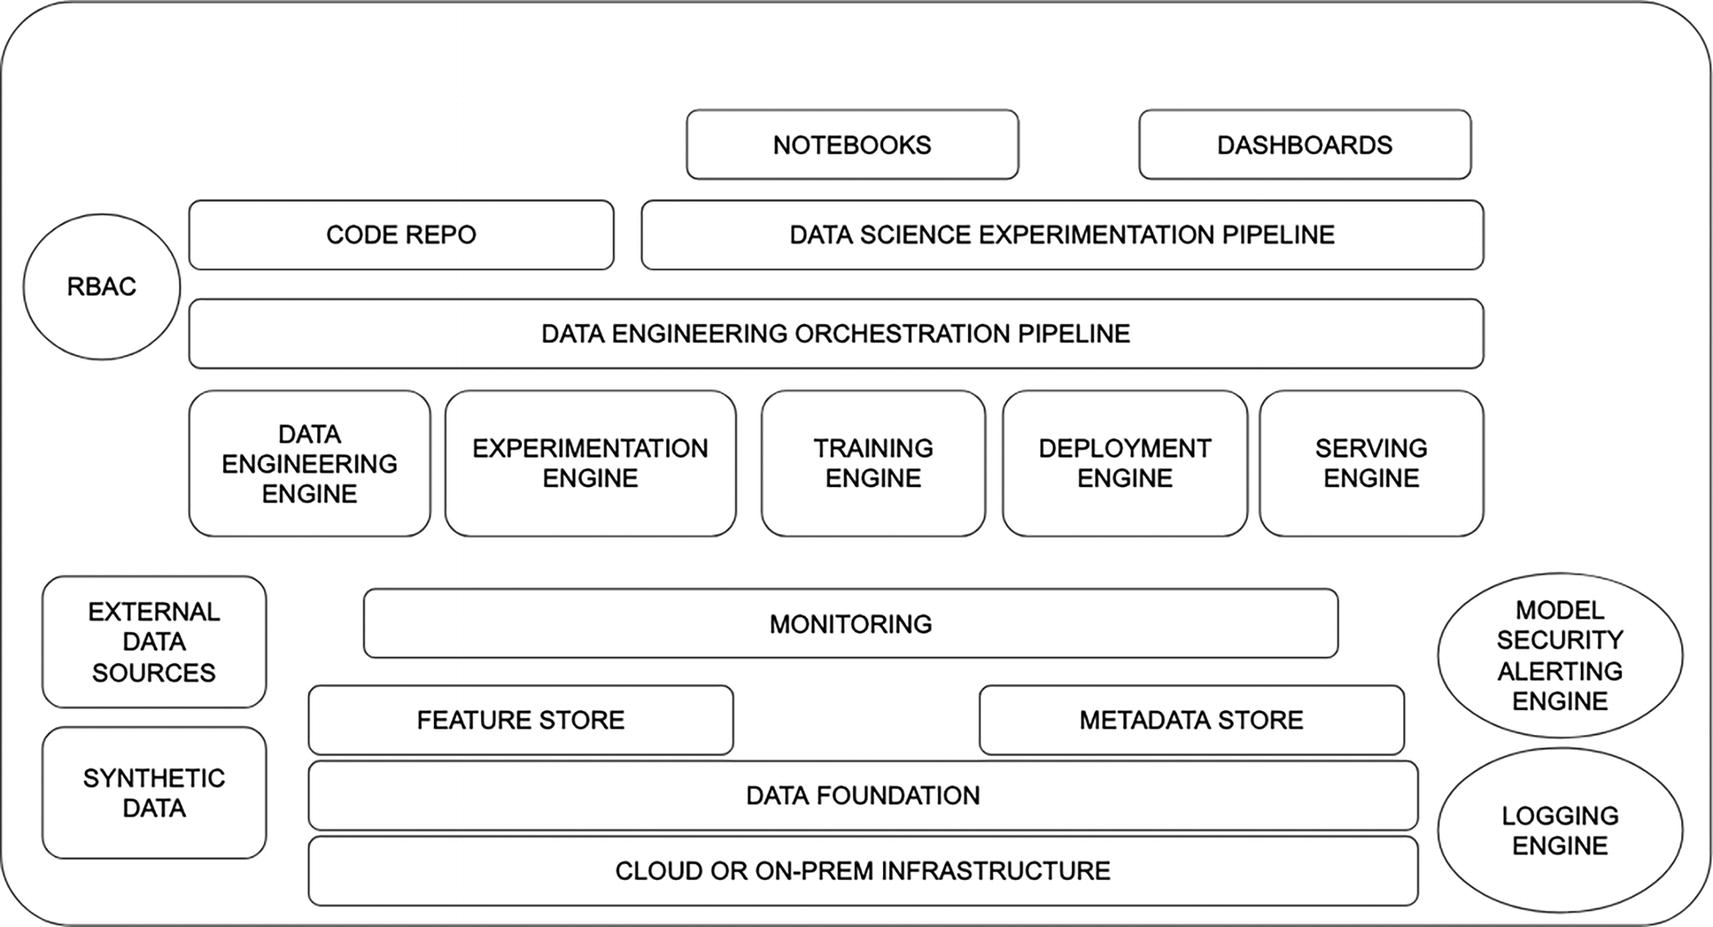 NOTEBOOKS
DASHBOARDS
CODE REPO
DATA SCIENCE EXPERIMENTATION PIPELINE
RBAC
DATA ENGINEERING ORCHESTRATION PIPELINE
DATA
ENGINEERING
ENGINE
EXPERIMENTATION
ENGINE
TRAINING
ENGINE
DEPLOYMENT
ENGINE
SERVING
ENGINE
EXTERNAL
DATA
SOURCES
MONITORING
MODEL
SECURITY
ALERTING
ENGINE
FEATURE STORE
METADATA STORE
SYNTHETIC
DATA
DATA FOUNDATION
LOGGING
ENGINE
CLOUD OR ON-PREM INFRASTRUCTURE